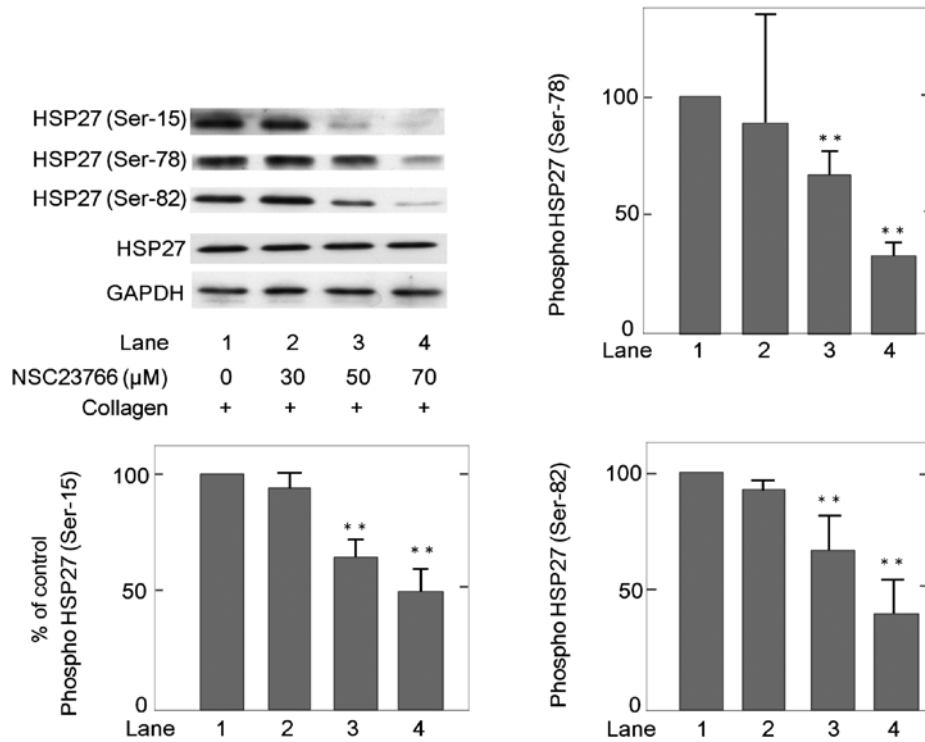 HSP27 (Ser-15)
HSP27 (Ser-78)
HSP27 (Ser-82)
HSP27
GAPDH
Lane 1 2 3 4
NSC23766 (μM) 0 30 50 70
Collagen + + + +
Phospho HSP27 (Ser-78)
100
50
0
* *
* *
Lane 1 2 3 4
% of control
Phospho HSP27 (Ser-15)
100
50
0
* *
* *
Lane 1 2 3 4
Phospho HSP27 (Ser-82)
100
50
0
* *
* *
Lane 1 2 3 4